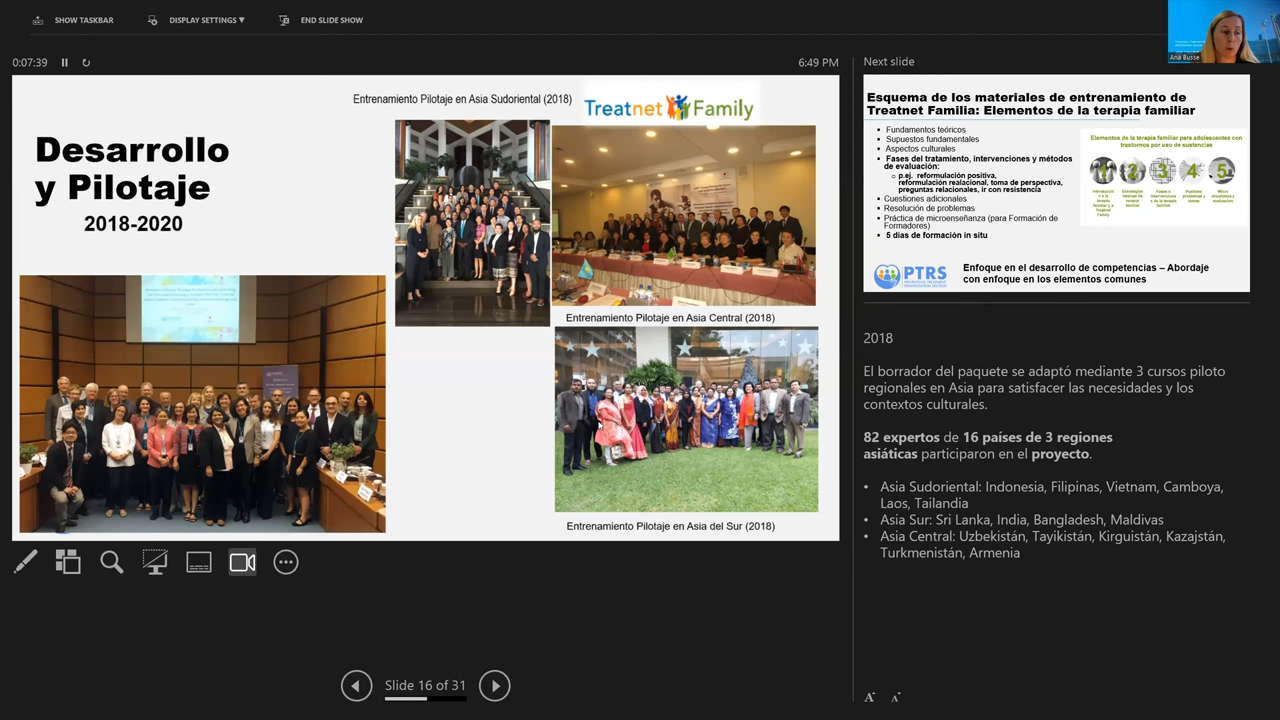 SHOW TASKBAR
DISPLAY SETTINGS ▼
END SLIDE SHOW
0:07:39
6:49 PM
Entrenamiento Pilotaje en Asia Sudoriental (2018)
Treatnet Family
Desarrollo
y Pilotaje
2018-2020
Entrenamiento Pilotaje en Asia Central (2018)
Entrenamiento Pilotaje en Asia del Sur (2018)
Slide 16 of 31
Ana Busse
Next slide
Esquema de los materiales de entrenamiento de
Treatnet Familia: Elementos de la terapia familiar
• Fundamentos teóricos
• Supuestos fundamentales
• Aspectos culturales
• Fases del tratamiento, intervenciones y métodos
de evaluación:
o p.ej. reformulación positiva,
reformulación realacional, toma de perspectiva,
preguntas relacionales, ir con resistencia
• Cuestiones adicionales
• Resolución de problemas
• Práctica de microenseñanza (para Formación de
Formadores)
• 5 días de formación in situ
Elementos de la terapia familiar para adolescentes con
trastornos por uso de sustancias
1 2 3 4 5
PTRS
Enfoque en el desarrollo de competencias – Abordaje
con enfoque en los elementos comunes
2018
El borrador del paquete se adaptó mediante 3 cursos piloto
regionales en Asia para satisfacer las necesidades y los
contextos culturales.
82 expertos de 16 países de 3 regiones
asiáticas participaron en el proyecto.
• Asia Sudoriental: Indonesia, Filipinas, Vietnam, Camboya,
Laos, Tailandia
• Asia Sur: Sri Lanka, India, Bangladesh, Maldivas
• Asia Central: Uzbekistán, Tayikistán, Kirguistán, Kazajstán,
Turkmenistán, Armenia